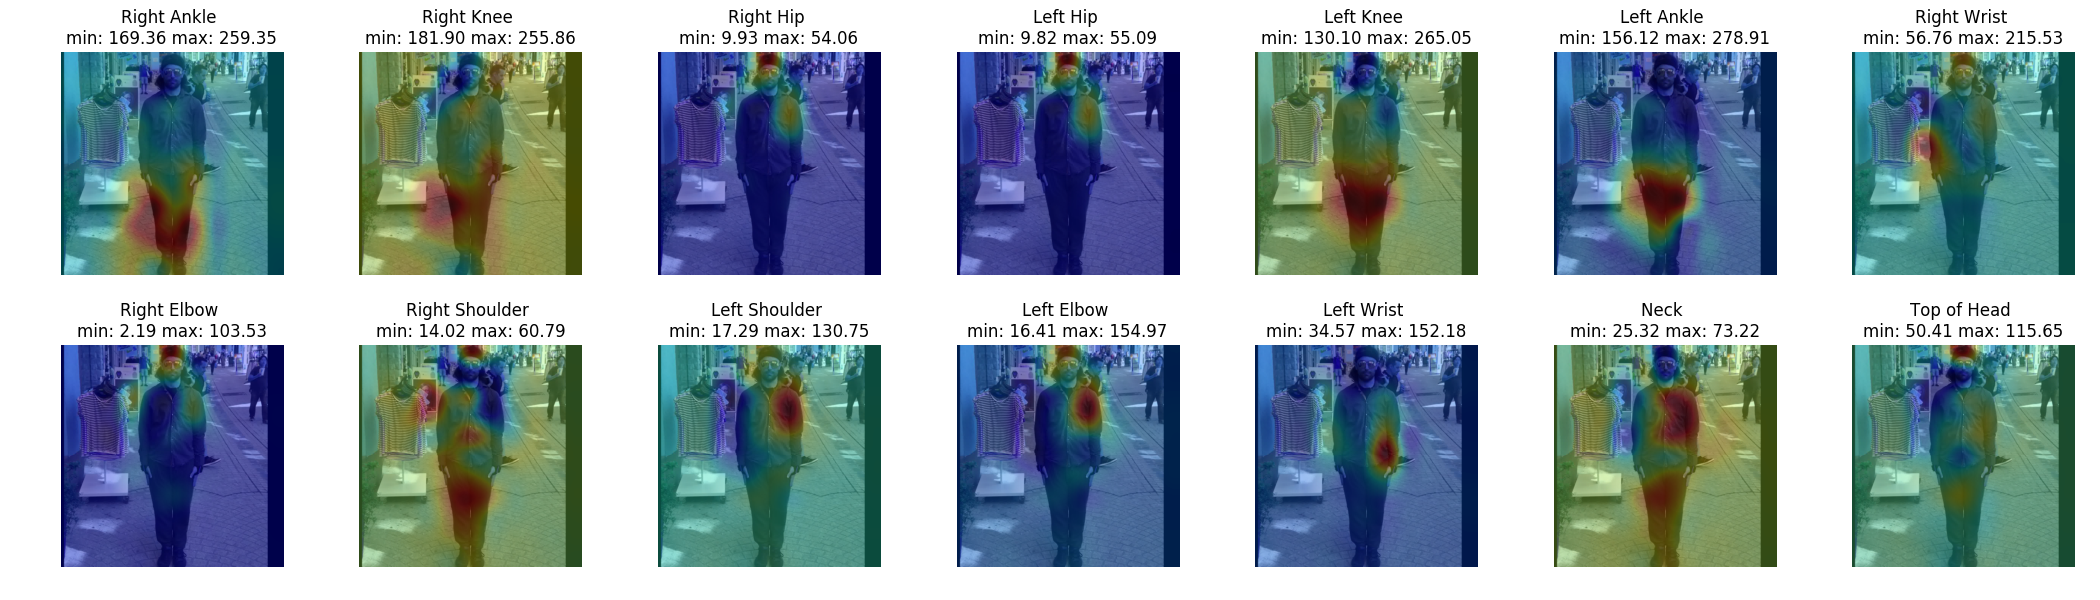 Right Ankle
min: 169.36 max: 259.35
Right Knee
min: 181.90 max: 255.86
Right Hip
min: 9.93 max: 54.06
Left Hip
min: 9.82 max: 55.09
Left Knee
min: 130.10 max: 265.05
Left Ankle
min: 156.12 max: 278.91
Right Wrist
min: 56.76 max: 215.53
Right Elbow
min: 2.19 max: 103.53
Right Shoulder
min: 14.02 max: 60.79
Left Shoulder
min: 17.29 max: 130.75
Left Elbow
min: 16.41 max: 154.97
Left Wrist
min: 34.57 max: 152.18
Neck
min: 25.32 max: 73.22
Top of Head
min: 50.41 max: 115.65